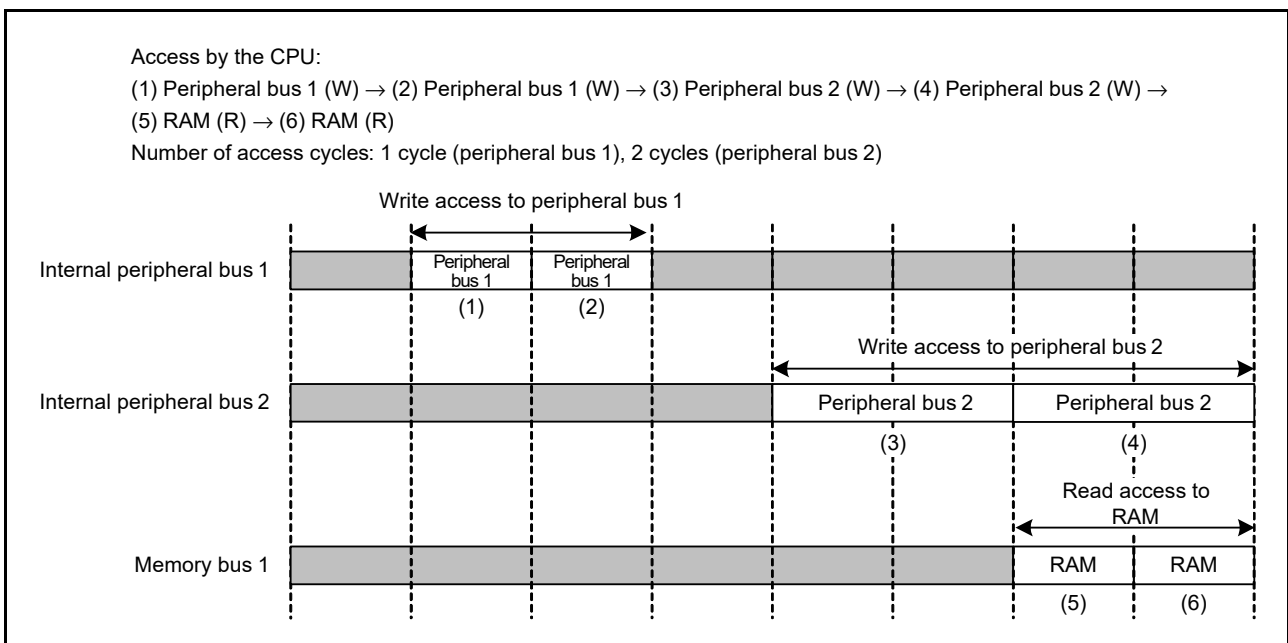 Access by the CPU:
(1) Peripheral bus 1 (W) → (2) Peripheral bus 1 (W) → (3) Peripheral bus 2 (W) → (4) Peripheral bus 2 (W) →
(5) RAM (R) → (6) RAM (R)
Number of access cycles: 1 cycle (peripheral bus 1), 2 cycles (peripheral bus 2)
Write access to peripheral bus 1
Internal peripheral bus 1
Peripheral
bus 1
Peripheral
bus 1
(1)
(2)
Write access to peripheral bus 2
Internal peripheral bus 2
Peripheral bus 2
Peripheral bus 2
(3)
(4)
Read access to
RAM
Memory bus 1
RAM
RAM
(5)
(6)